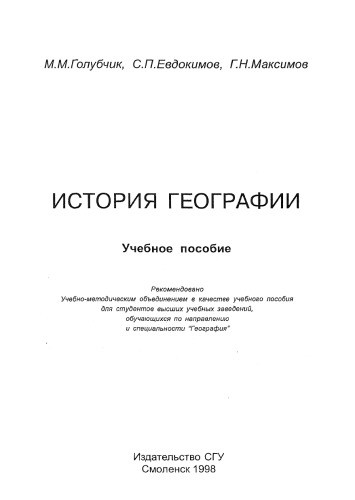 М.М.Голубчик, С.П.Евдокимов, Г.Н.Максимов
ИСТОРИЯ ГЕОГРАФИИ
Учебное пособие
Рекомендовано
Учебно-методическим объединением в качестве учебного пособия
для студентов высших учебных заведений,
обучающихся по направлению
и специальности "География"
Издательство СГУ
Смоленск 1998